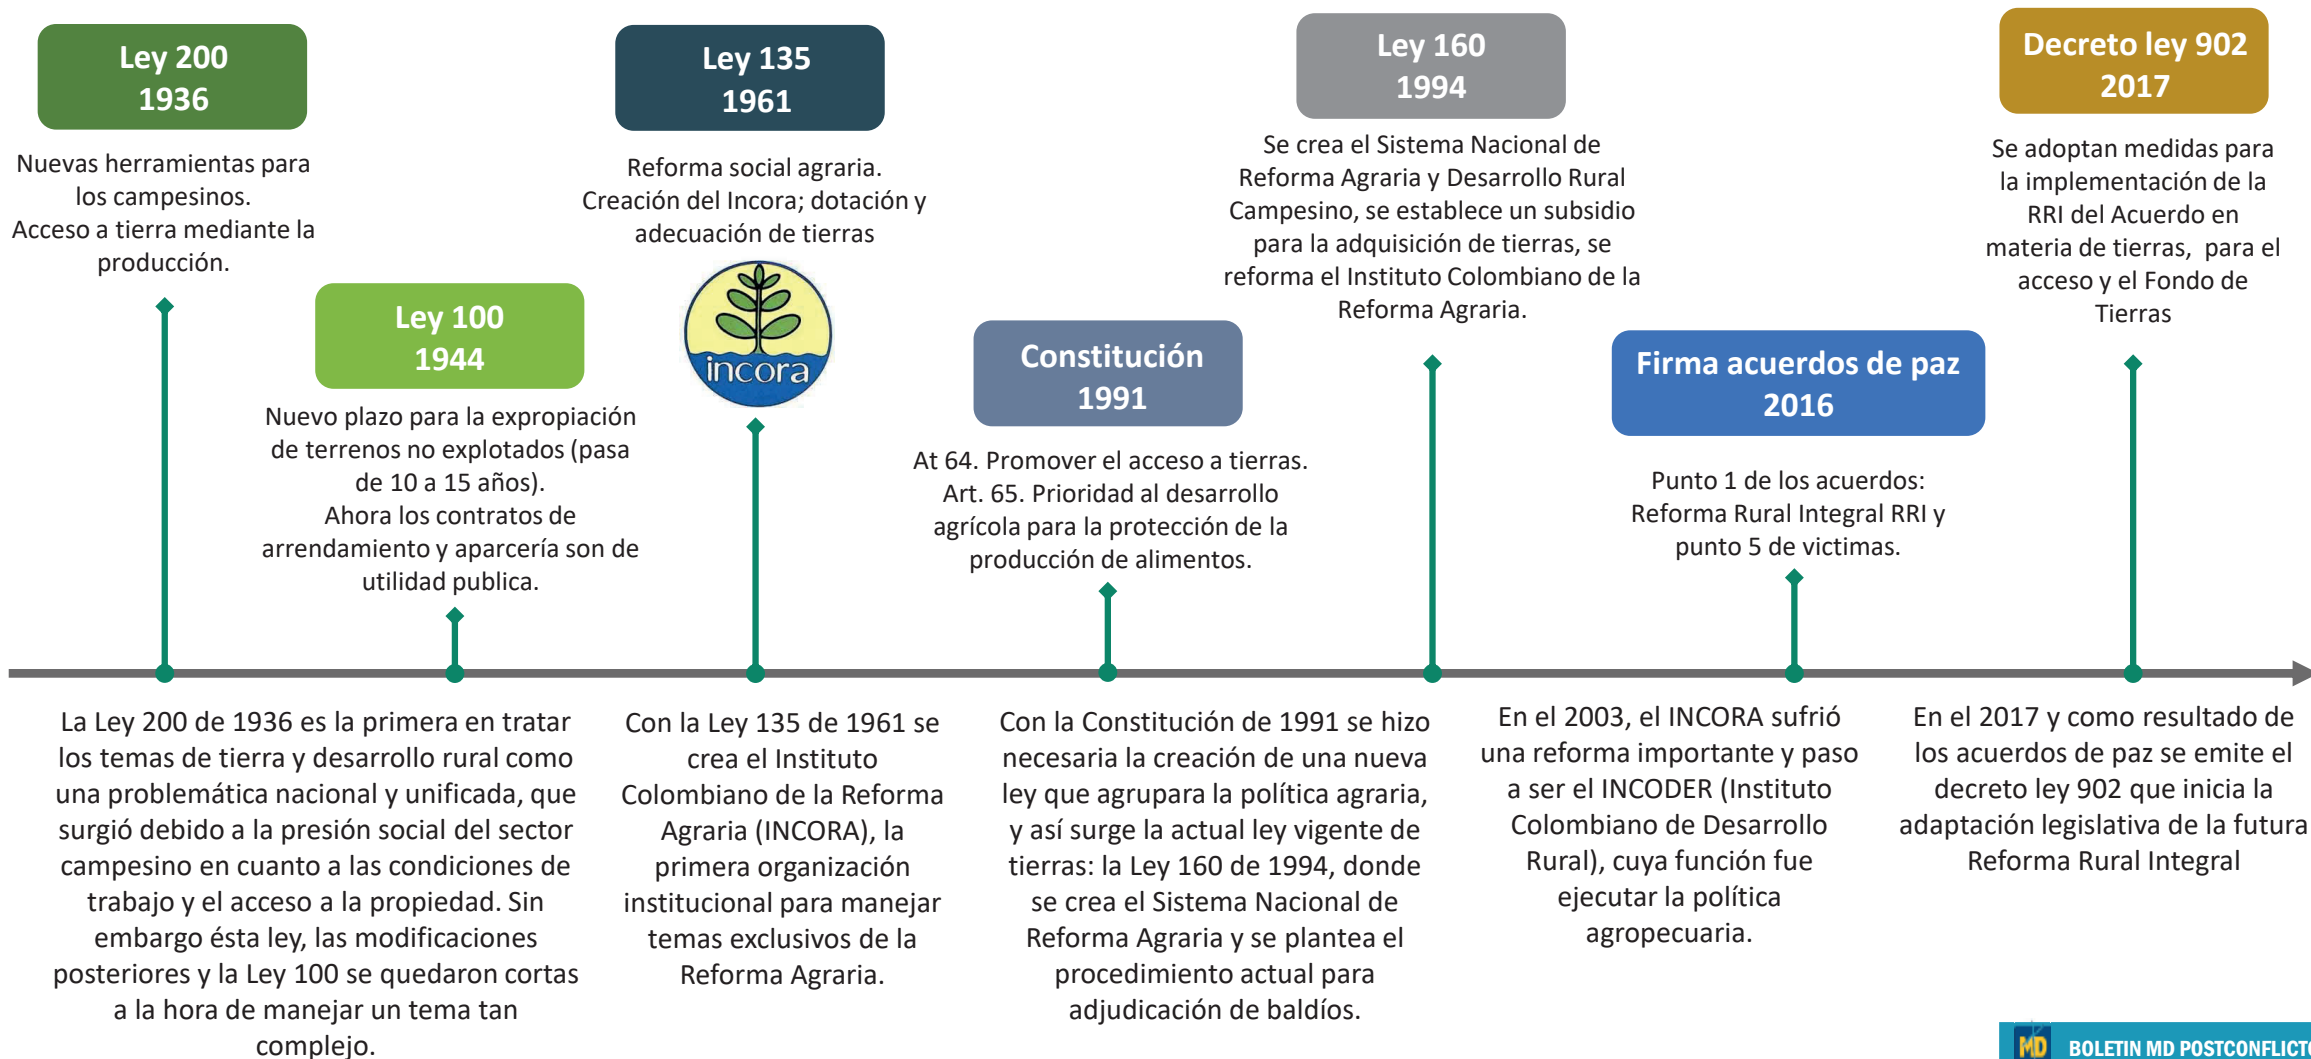 Ley 200
1936
Nuevas herramientas para
los campesinos.
Acceso a tierra mediante la
producción.
Ley 100
1944
Nuevo plazo para la expropiación
de terrenos no explotados (pasa
de 10 a 15 años).
Ahora los contratos de
arrendamiento y aparcería son de
utilidad publica.
Ley 135
1961
Reforma social agraria.
Creación del Incora; dotación y
adecuación de tierras
incora
Constitución
1991
At 64. Promover el acceso a tierras.
Art. 65. Prioridad al desarrollo
agrícola para la protección de la
producción de alimentos.
Ley 160
1994
Se crea el Sistema Nacional de
Reforma Agraria y Desarrollo Rural
Campesino, se establece un subsidio
para la adquisición de tierras, se
reforma el Instituto Colombiano de la
Reforma Agraria.
Firma acuerdos de paz
2016
Punto 1 de los acuerdos:
Reforma Rural Integral RRI y
punto 5 de victimas.
Decreto ley 902
2017
Se adoptan medidas para
la implementación de la
RRI del Acuerdo en
materia de tierras, para el
acceso y el Fondo de
Tierras
La Ley 200 de 1936 es la primera en tratar
los temas de tierra y desarrollo rural como
una problemática nacional y unificada, que
surgió debido a la presión social del sector
campesino en cuanto a las condiciones de
trabajo y el acceso a la propiedad. Sin
embargo ésta ley, las modificaciones
posteriores y la Ley 100 se quedaron cortas
a la hora de manejar un tema tan
complejo.
Con la Ley 135 de 1961 se
crea el Instituto
Colombiano de la Reforma
Agraria (INCORA), la
primera organización
institucional para manejar
temas exclusivos de la
Reforma Agraria.
Con la Constitución de 1991 se hizo
necesaria la creación de una nueva
ley que agrupara la política agraria,
y así surge la actual ley vigente de
tierras: la Ley 160 de 1994, donde
se crea el Sistema Nacional de
Reforma Agraria y se plantea el
procedimiento actual para
adjudicación de baldíos.
En el 2003, el INCORA sufrió
una reforma importante y paso
a ser el INCODER (Instituto
Colombiano de Desarrollo
Rural), cuya función fue
ejecutar la política
agropecuaria.
En el 2017 y como resultado de
los acuerdos de paz se emite el
decreto ley 902 que inicia la
adaptación legislativa de la futura
Reforma Rural Integral
MD BOLETIN MD POSTCONFLICTO